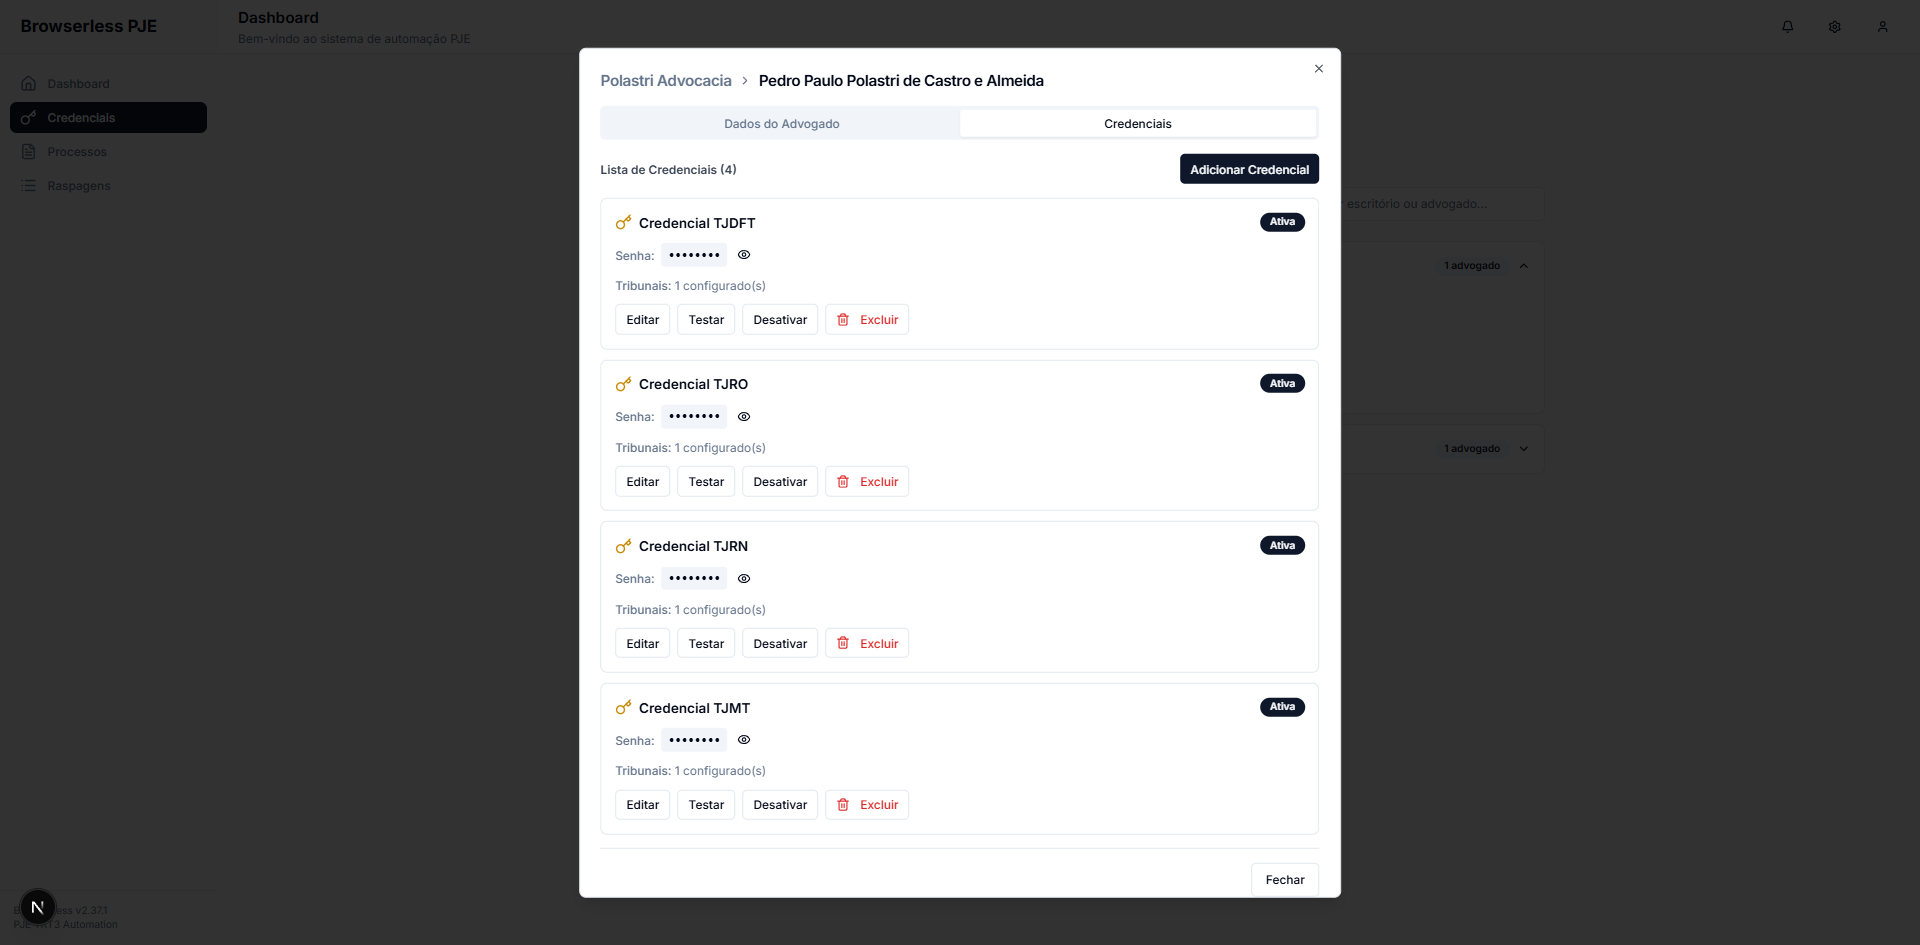 Browserless PJE
Dashboard
Bem-vindo ao sistema de automação PJE
Dashboard
Credenciais
Processos
Raspagens
Polastri Advocacia > Pedro Paulo Polastri de Castro e Almeida
Dados do Advogado
Credenciais
Lista de Credenciais (4)
Adicionar Credencial
Credencial TJDFT
Ativa
Senha: ••••••••
Tribunais: 1 configurado(s)
Editar Testar Desativar Excluir
Credencial TJRO
Ativa
Senha: ••••••••
Tribunais: 1 configurado(s)
Editar Testar Desativar Excluir
Credencial TJRN
Ativa
Senha: ••••••••
Tribunais: 1 configurado(s)
Editar Testar Desativar Excluir
Credencial TJMT
Ativa
Senha: ••••••••
Tribunais: 1 configurado(s)
Editar Testar Desativar Excluir
Fechar
escritório ou advogado...
1 advogado
1 advogado
N
v2.37.1
PJE Automation